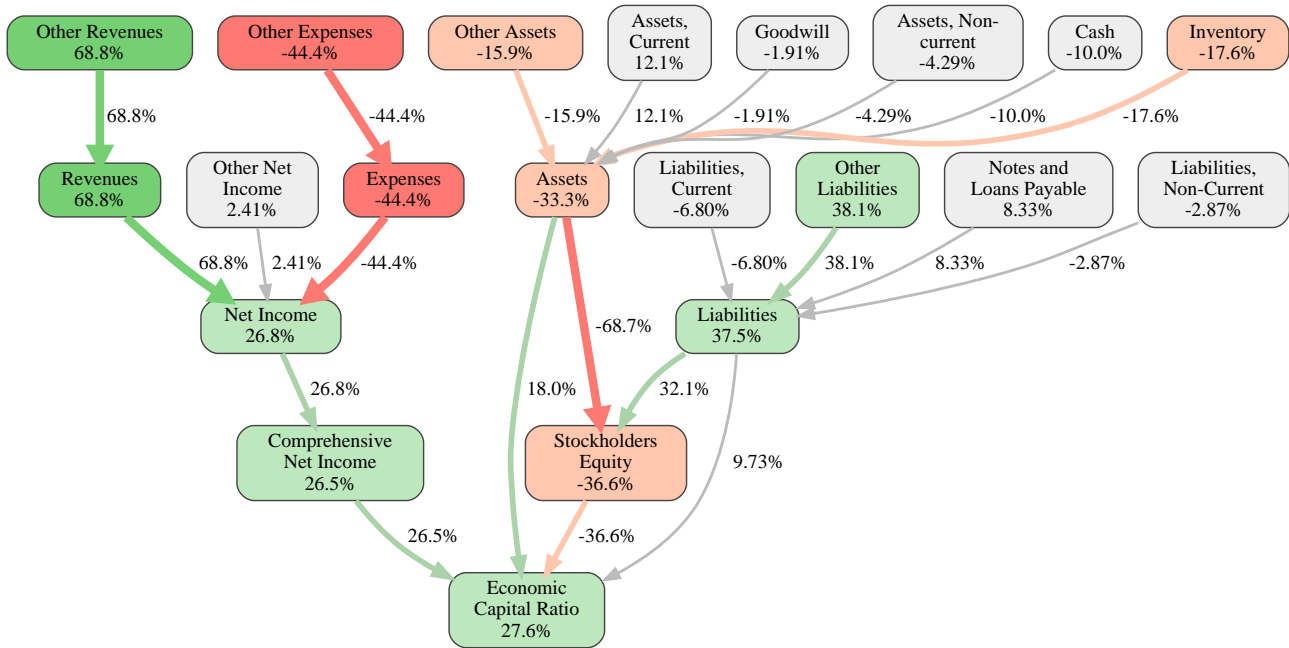 Other Revenues
68.8%
Other Expenses
-44.4%
Other Assets
-15.9%
Assets,
Current
12.1%
Goodwill
-1.91%
Assets, Non-
current
-4.29%
Cash
-10.0%
Inventory
-17.6%
68.8%
-44.4%
-15.9%
12.1%
-1.91%
-4.29%
-10.0%
-17.6%
Revenues
68.8%
Other Net
Income
2.41%
Expenses
-44.4%
Assets
-33.3%
Liabilities,
Current
-6.80%
Other
Liabilities
38.1%
Notes and
Loans Payable
8.33%
Liabilities,
Non-Current
-2.87%
68.8%
2.41%
-44.4%
-6.80%
38.1%
8.33%
-2.87%
Net Income
26.8%
-68.7%
Liabilities
37.5%
26.8%
18.0%
32.1%
Comprehensive
Net Income
26.5%
Stockholders
Equity
-36.6%
9.73%
26.5%
-36.6%
Economic
Capital Ratio
27.6%